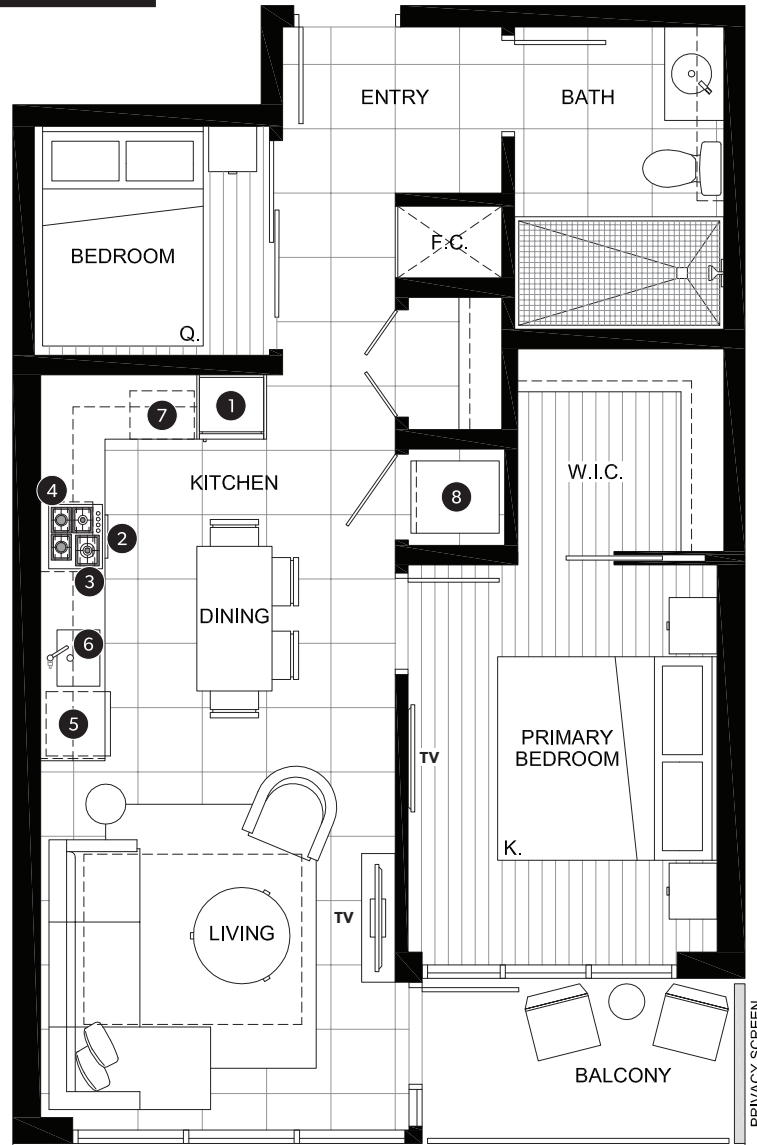 ENTRY
BATH
F.C.
BEDROOM
Q.
7
1
KITCHEN
W.I.C.
4
8
2
3
DINING
6
5
PRIMARY
BEDROOM
TV
K.
TV
LIVING
BALCONY
PRIVACY SCREEN